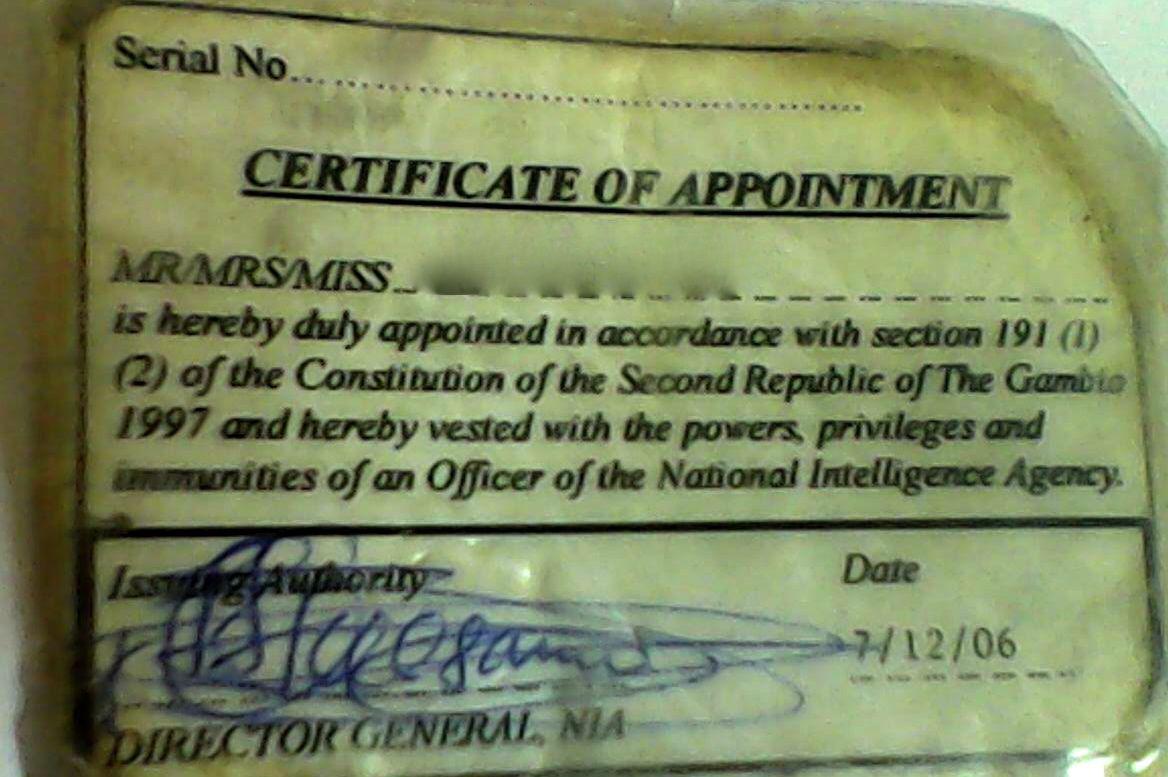 Serial No......................................................
CERTIFICATE OF APPOINTMENT
MR/MRS/MISS
is hereby duly appointed in accordance with section 191 (1)
(2) of the Constitution of the Second Republic of The Gambia
1997 and hereby vested with the powers, privileges and
immunities of an Officer of the National Intelligence Agency.
Issuing Authority
Date
7/12/06
DIRECTOR GENERAL, NIA